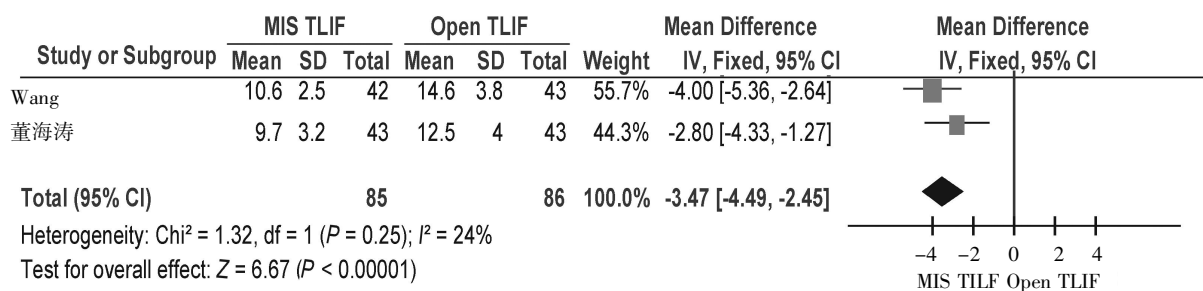 MIS TLIF Open TLIF Mean Difference Mean Difference
Study or Subgroup Mean SD Total Mean SD Total Weight IV, Fixed, 95% CI IV, Fixed, 95% CI
Wang 10.6 2.5 42 14.6 3.8 43 55.7% -4.00 [-5.36, -2.64]
董海涛 9.7 3.2 43 12.5 4 43 44.3% -2.80 [-4.33, -1.27]
Total (95% CI) 85 86 100.0% -3.47 [-4.49, -2.45]
Heterogeneity: Chi² = 1.32, df = 1 (P = 0.25); I² = 24%
Test for overall effect: Z = 6.67 (P < 0.00001)
-4 -2 0 2 4
MIS TILF Open TLIF